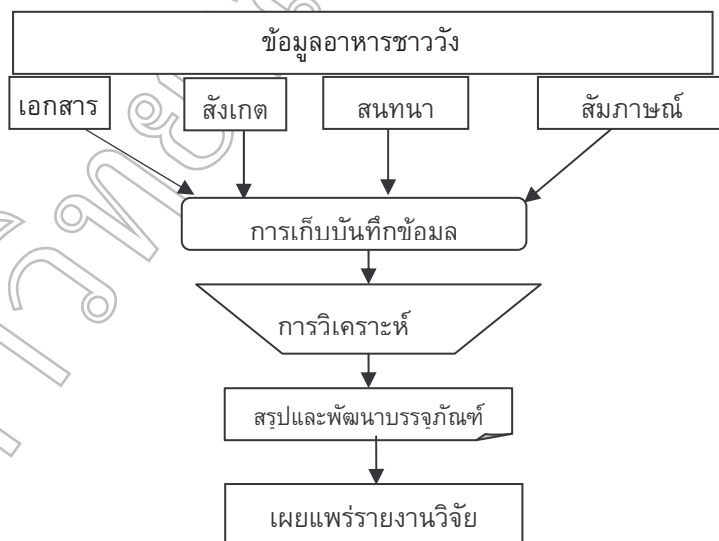 ข้อมูลอาหารชาววัง
เอกสาร สังเกต สนทนา สัมภาษณ์
การเก็บบันทึกข้อมล
การวิเคราะห์
สรุปและพัฒนาบรรจุภัณฑ์
เผยแพร่รายงานวิจัย